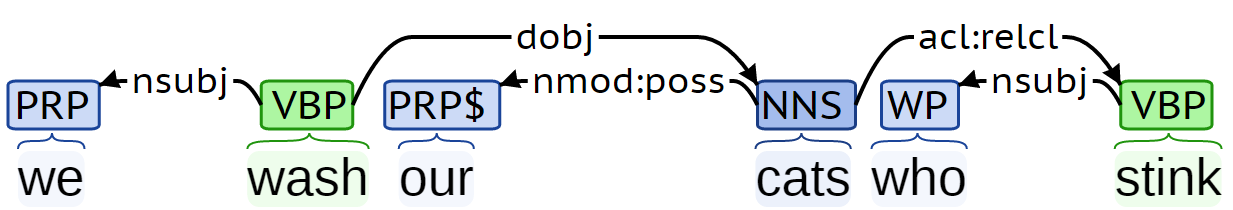 dobj acl:relcl
nsubj nmod:poss nsubj
PRP VBP PRP$ NNS WP VBP
we wash our cats who stink